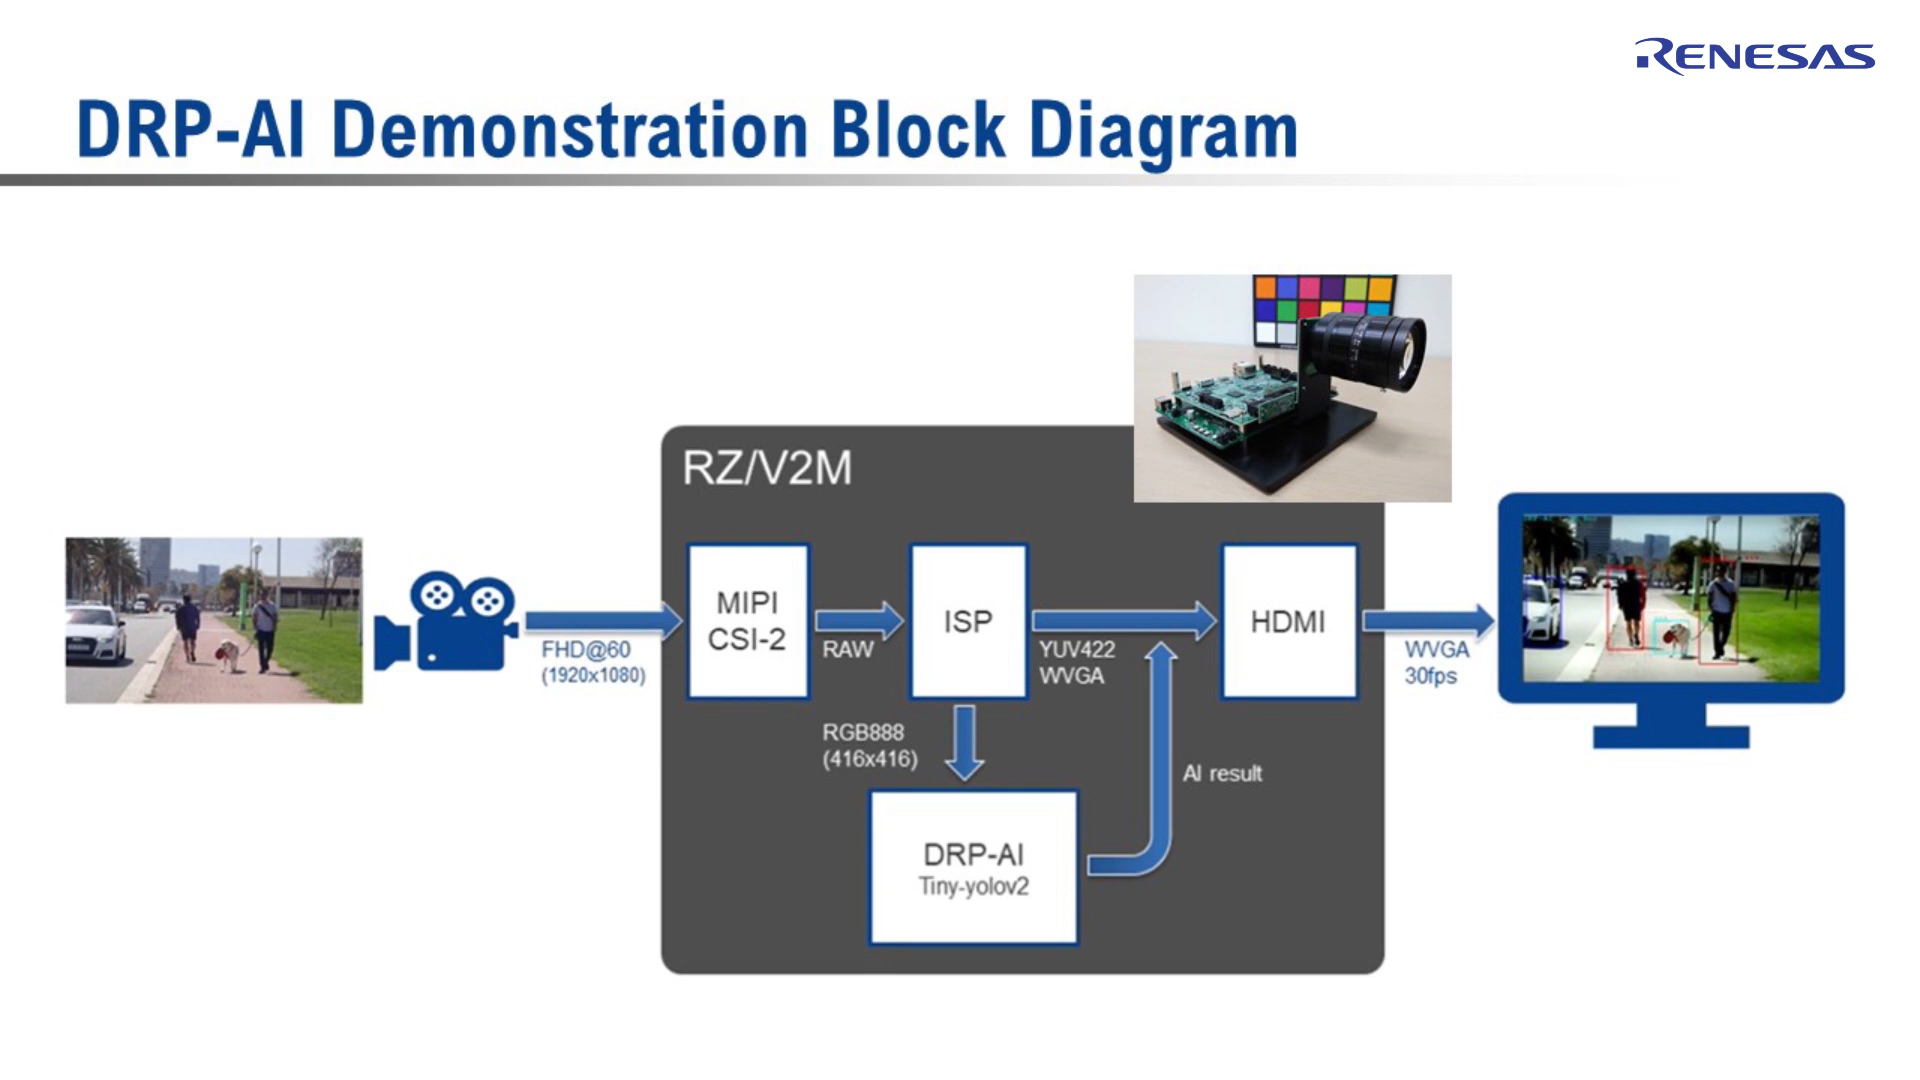 RENESAS
DRP-AI Demonstration Block Diagram
RZ/V2M
MIPI
CSI-2
ISP
HDMI
FHD@60
(1920x1080)
RAW
YUV422
WVGA
WVGA
30fps
RGB888
(416x416)
AI result
DRP-AI
Tiny-yolov2